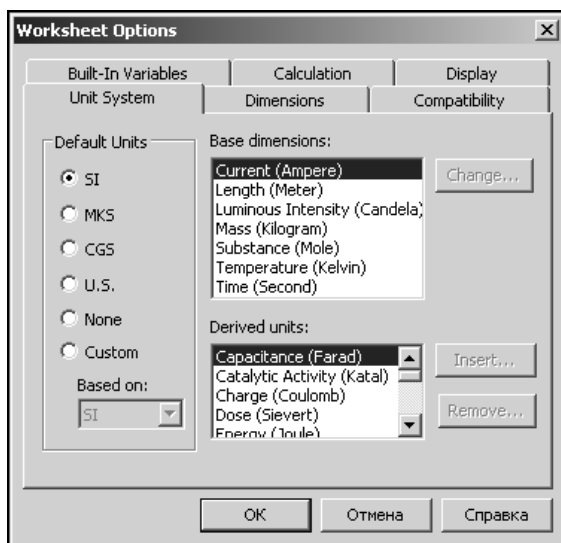 Worksheet Options
Built-In Variables Calculation Display
Unit System Dimensions Compatibility
Default Units
SI
MKS
CGS
U.S.
None
Custom
Based on:
SI
Base dimensions:
Current (Ampere)
Length (Meter)
Luminous Intensity (Candela)
Mass (Kilogram)
Substance (Mole)
Temperature (Kelvin)
Time (Second)
Change...
Derived units:
Capacitance (Farad)
Catalytic Activity (Katal)
Charge (Coulomb)
Dose (Sievert)
Energy (Joule)
Insert...
Remove...
OK Отмена Справка